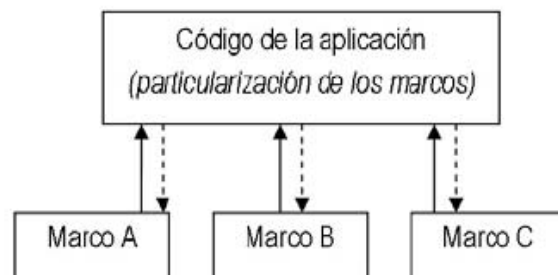 Código de la aplicación
(particularización de los marcos)
Marco A
Marco B
Marco C